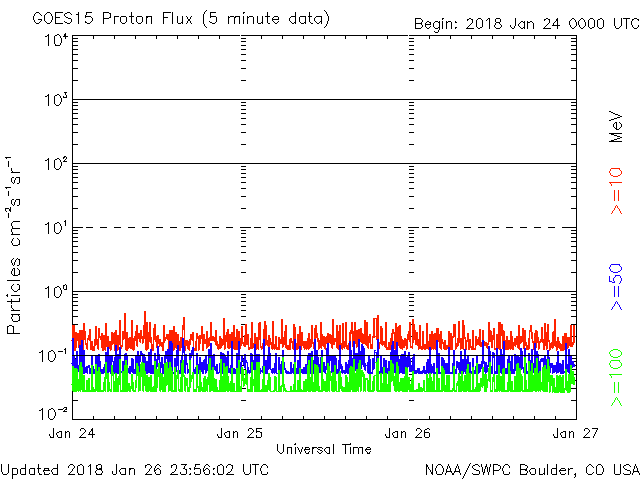 GOES15 Proton Flux (5 minute data)
Begin: 2018 Jan 24 0000 UTC
10⁴
10³
10²
10¹
10⁰
10⁻¹
10⁻²
Particles cm⁻²s⁻¹sr⁻¹
MeV
>=10
>=50
>=100
Jan 24
Jan 25
Jan 26
Jan 27
Universal Time
Updated 2018 Jan 26 23:56:02 UTC
NOAA/SWPC Boulder, CO USA